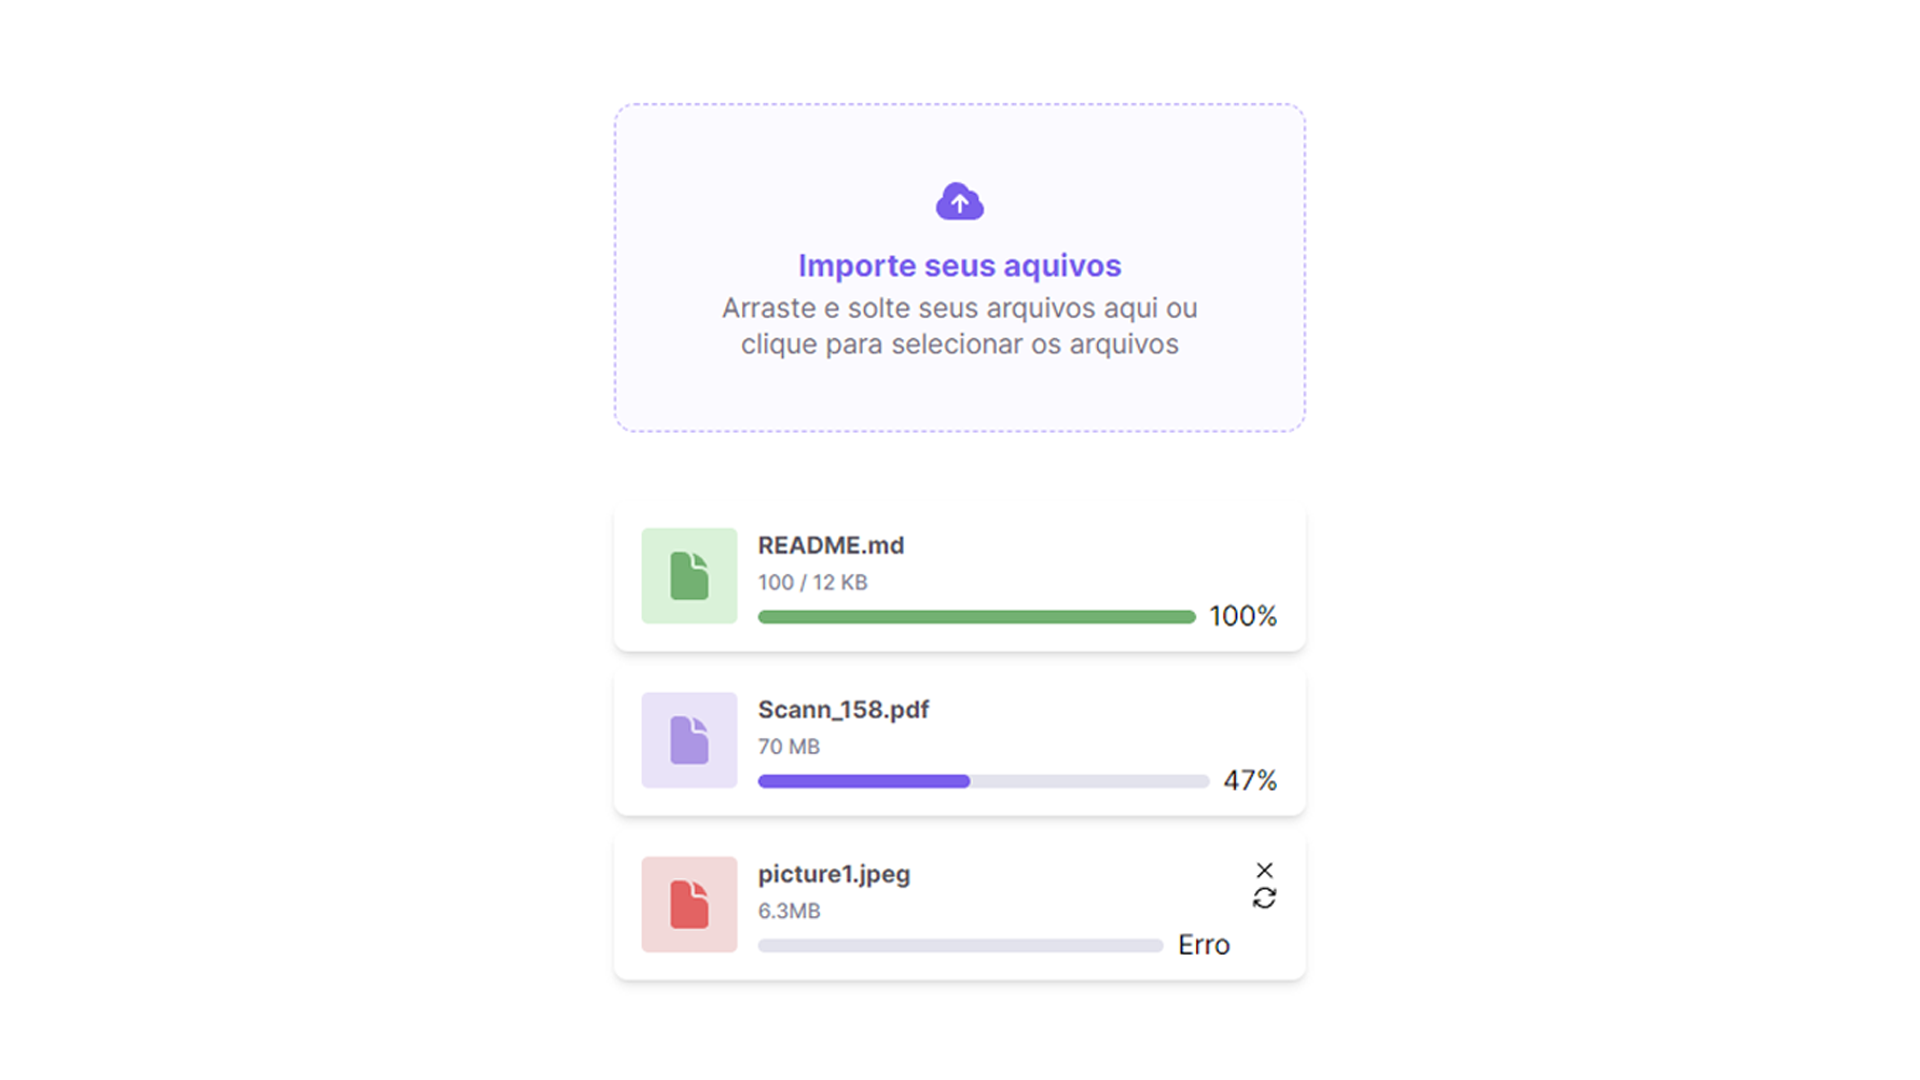 Importe seus aquivos
Arraste e solte seus arquivos aqui ou
clique para selecionar os arquivos
README.md
100 / 12 KB
100%
Scann_158.pdf
70 MB
47%
picture1.jpeg
6.3MB
Erro